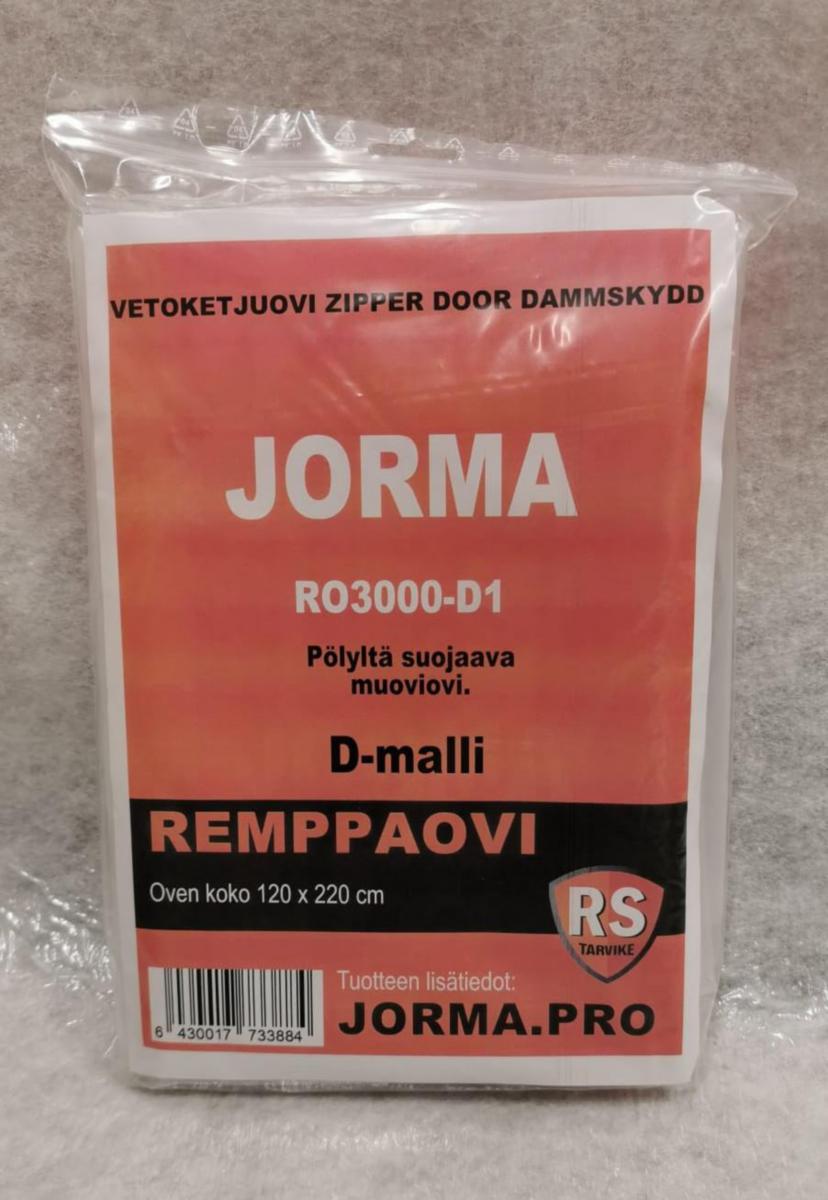 VETOKETJUOVI ZIPPER DOOR DAMMSKYDD
JORMA
RO3000-D1
Pölyltä suojaava
muoviovi.
D-malli
REMPPAOVI
Oven koko 120 x 220 cm
RS
TARVIKE
Tuotteen lisätiedot:
JORMA.PRO
6 430017 733884